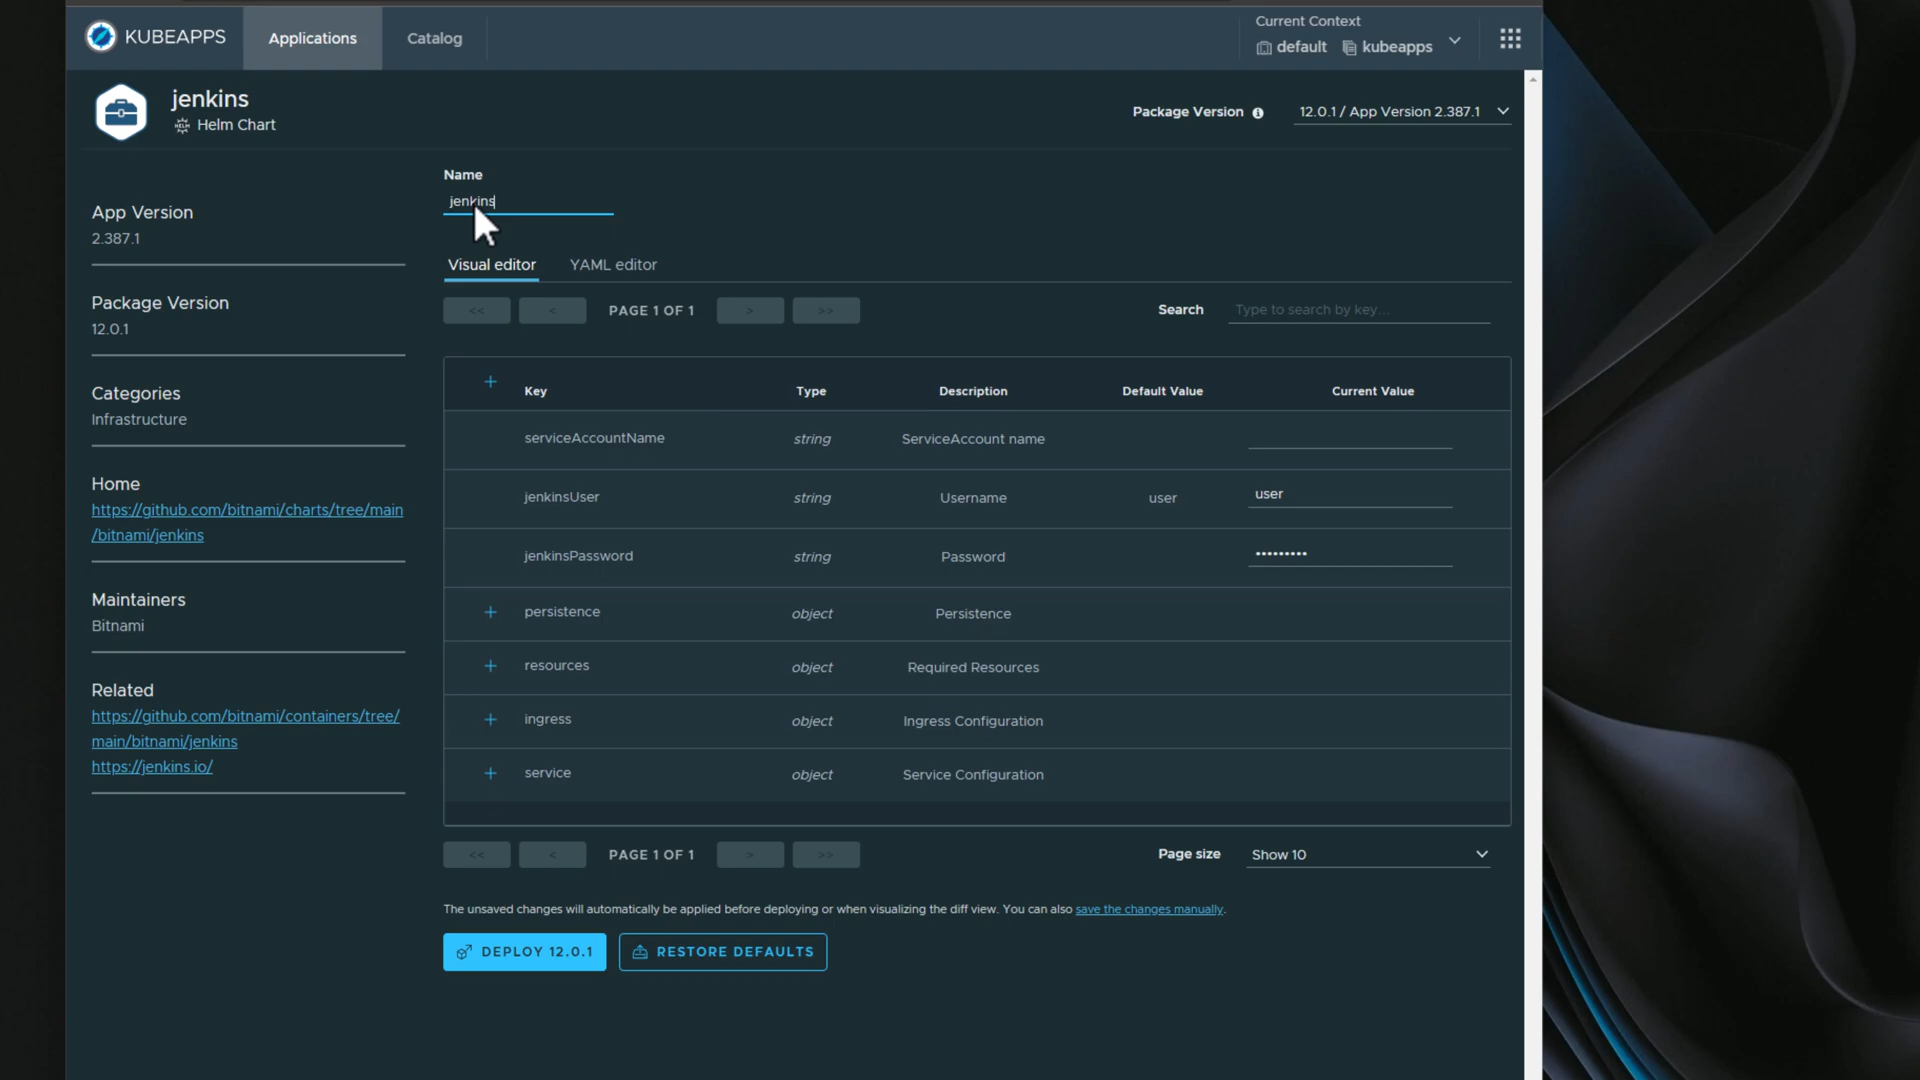 KUBEAPPS
Applications
Catalog
Current Context
default kubeapps
jenkins
HELM
Helm Chart
Package Version
12.0.1 / App Version 2.387.1
App Version
2.387.1
Package Version
12.0.1
Categories
Infrastructure
Home
https://github.com/bitnami/charts/tree/main
/bitnami/jenkins
Maintainers
Bitnami
Related
https://github.com/bitnami/containers/tree/
main/bitnami/jenkins
https://jenkins.io/
Name
jenkins
Visual editor YAML editor
<< < PAGE 1 OF 1 > >>
Search Type to search by key...
+ Key Type Description Default Value Current Value
serviceAccountName string ServiceAccount name
jenkinsUser string Username user user
jenkinsPassword string Password •••••••••
+ persistence object Persistence
+ resources object Required Resources
+ ingress object Ingress Configuration
+ service object Service Configuration
<< < PAGE 1 OF 1 > >>
Page size Show 10
The unsaved changes will automatically be applied before deploying or when visualizing the diff view. You can also save the changes manually.
DEPLOY 12.0.1
RESTORE DEFAULTS